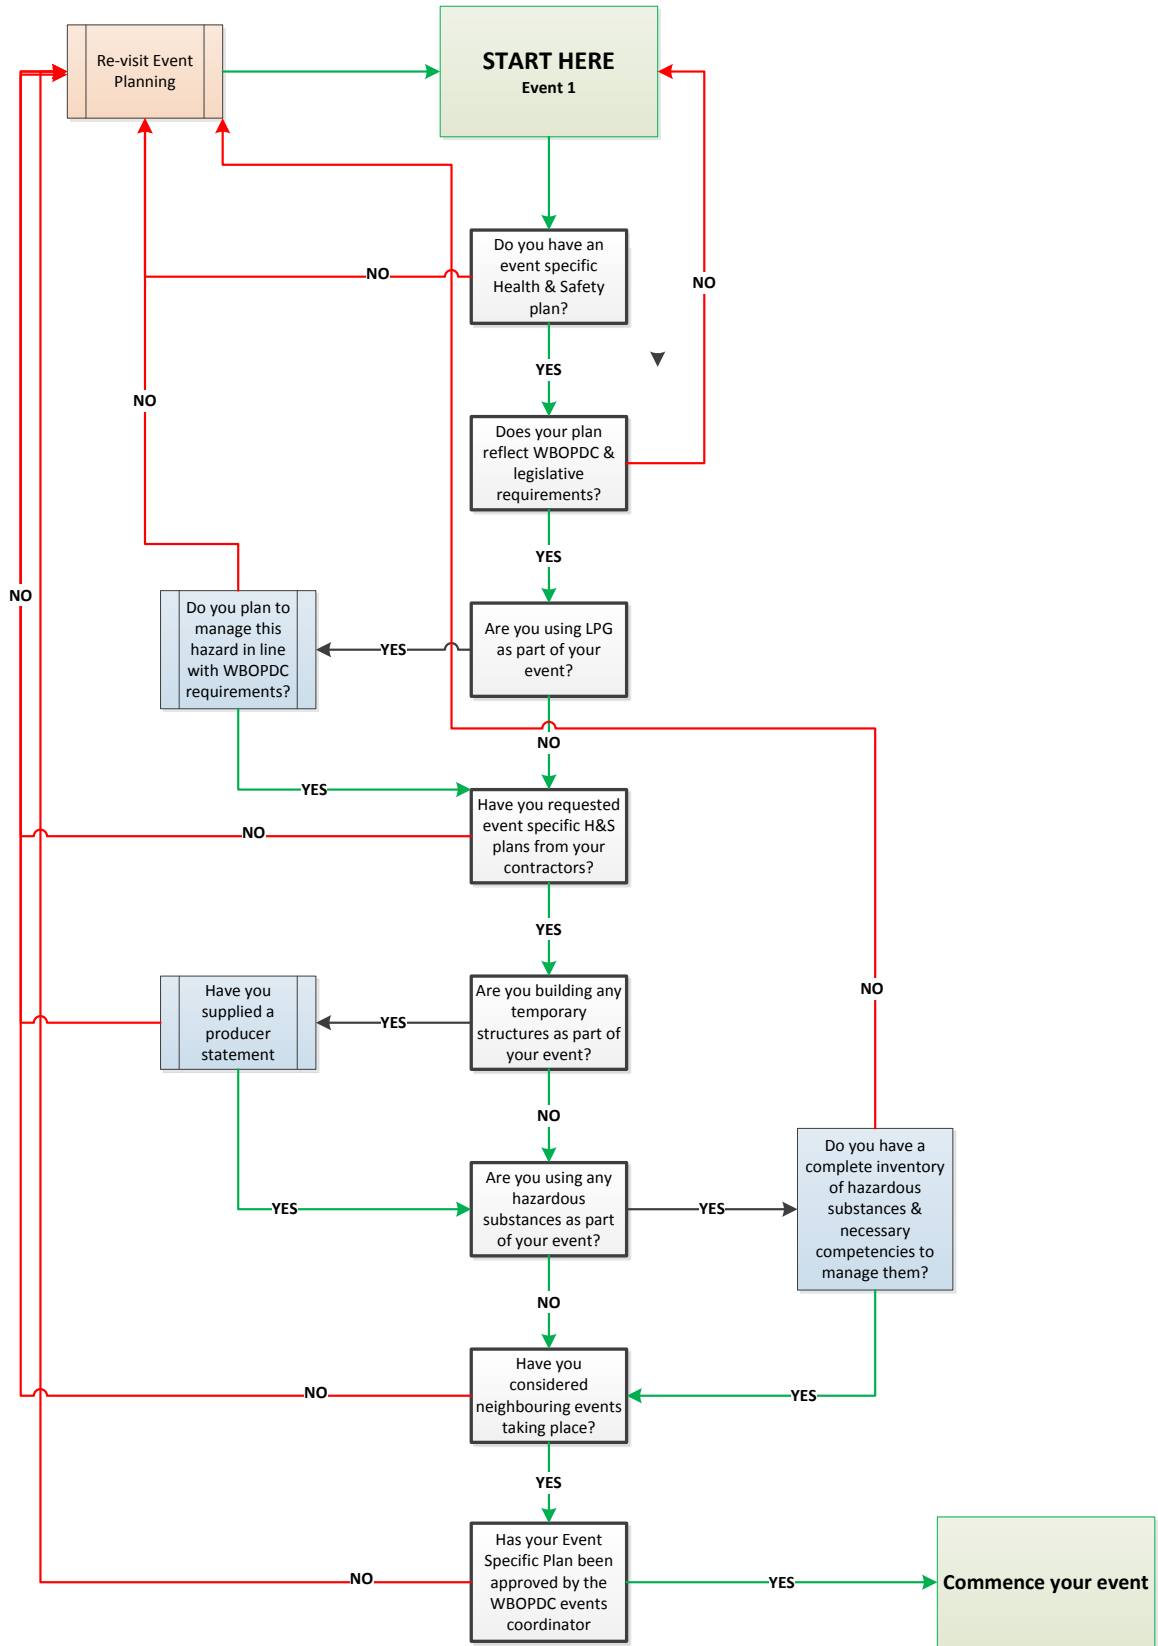 Re-visit Event
Planning
START HERE
Event 1
Do you have an
event specific
Health & Safety
plan?
NO
NO
YES
NO
Does your plan
reflect WBOPDC &
legislative
requirements?
YES
NO
Do you plan to
manage this
hazard in line
with WBOPDC
requirements?
YES
Are you using LPG
as part of your
event?
NO
YES
Have you requested
event specific H&S
plans from your
contractors?
NO
YES
Have you
supplied a
producer
statement
YES
Are you building any
temporary
structures as part of
your event?
NO
NO
Do you have a
complete inventory
of hazardous
substances &
necessary
competencies to
manage them?
YES
Are you using any
hazardous
substances as part
of your event?
YES
NO
Have you
considered
neighbouring events
taking place?
NO
YES
YES
Has your Event
Specific Plan been
approved by the
WBOPDC events
coordinator
NO
YES
Commence your event